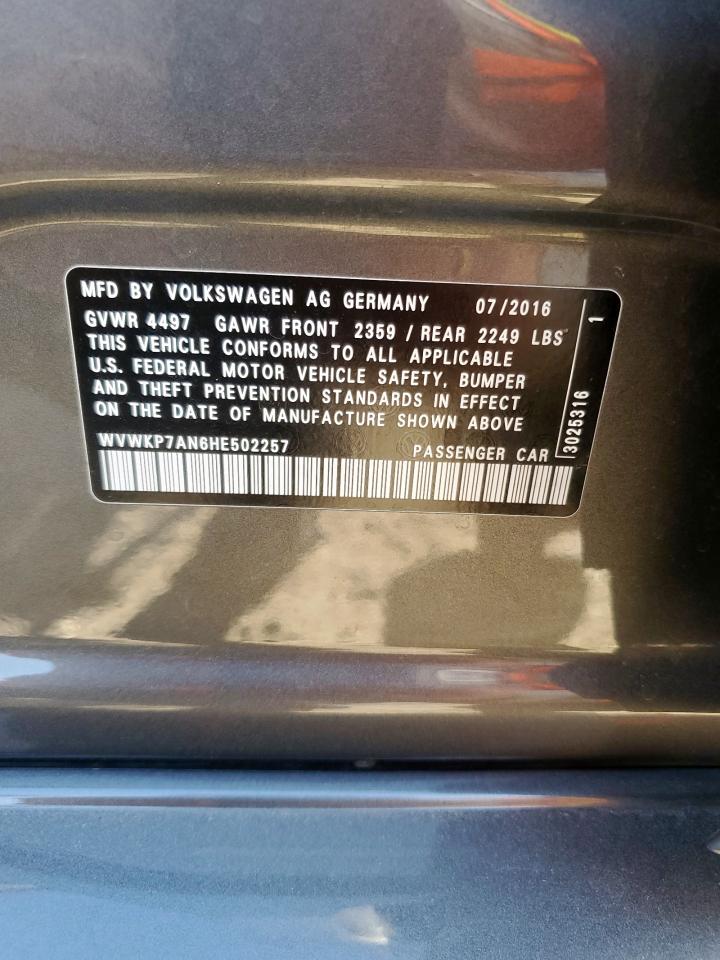 MFD BY VOLKSWAGEN AG GERMANY 07/2016
GVWR 4497 GAWR FRONT 2359 / REAR 2249 LBS
THIS VEHICLE CONFORMS TO ALL APPLICABLE
U.S. FEDERAL MOTOR VEHICLE SAFETY, BUMPER
AND THEFT PREVENTION STANDARDS IN EFFECT
ON THE DATE OF MANUFACTURE SHOWN ABOVE
WVWKP7AN6HE502257 PASSENGER CAR
3025316 1